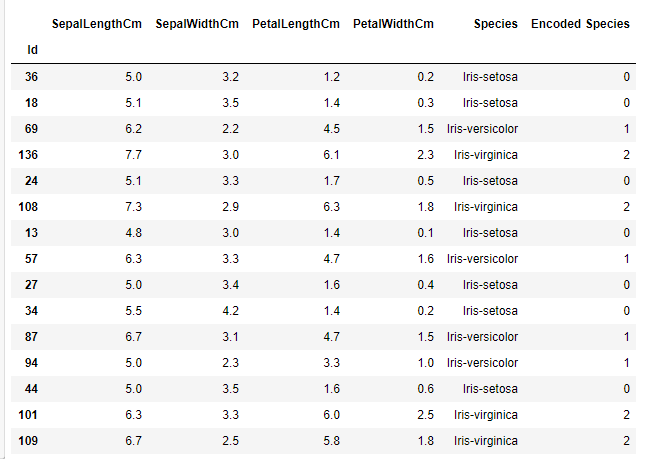 SepalLengthCm SepalWidthCm PetalLengthCm PetalWidthCm Species Encoded Species
Id
36 5.0 3.2 1.2 0.2 Iris-setosa 0
18 5.1 3.5 1.4 0.3 Iris-setosa 0
69 6.2 2.2 4.5 1.5 Iris-versicolor 1
136 7.7 3.0 6.1 2.3 Iris-virginica 2
24 5.1 3.3 1.7 0.5 Iris-setosa 0
108 7.3 2.9 6.3 1.8 Iris-virginica 2
13 4.8 3.0 1.4 0.1 Iris-setosa 0
57 6.3 3.3 4.7 1.6 Iris-versicolor 1
27 5.0 3.4 1.6 0.4 Iris-setosa 0
34 5.5 4.2 1.4 0.2 Iris-setosa 0
87 6.7 3.1 4.7 1.5 Iris-versicolor 1
94 5.0 2.3 3.3 1.0 Iris-versicolor 1
44 5.0 3.5 1.6 0.6 Iris-setosa 0
101 6.3 3.3 6.0 2.5 Iris-virginica 2
109 6.7 2.5 5.8 1.8 Iris-virginica 2